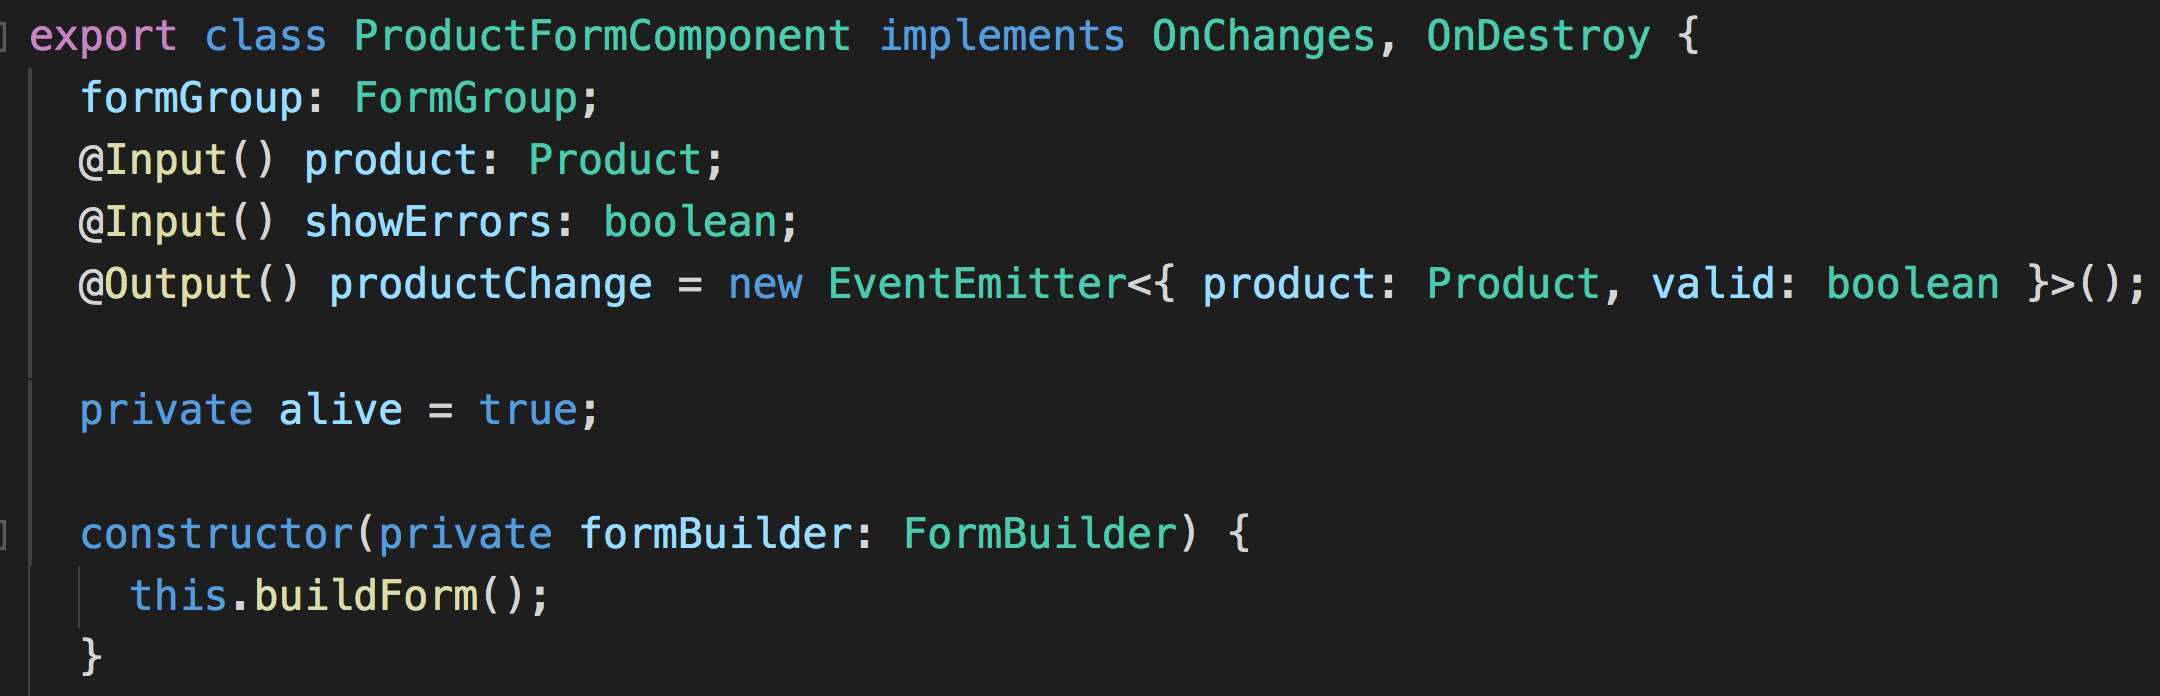 export class ProductFormComponent implements OnChanges, OnDestroy {
formGroup: FormGroup;
@Input() product: Product;
@Input() showErrors: boolean;
@Output() productChange = new EventEmitter<{ product: Product, valid: boolean }>();
private alive = true;
constructor(private formBuilder: FormBuilder) {
this.buildForm();
}